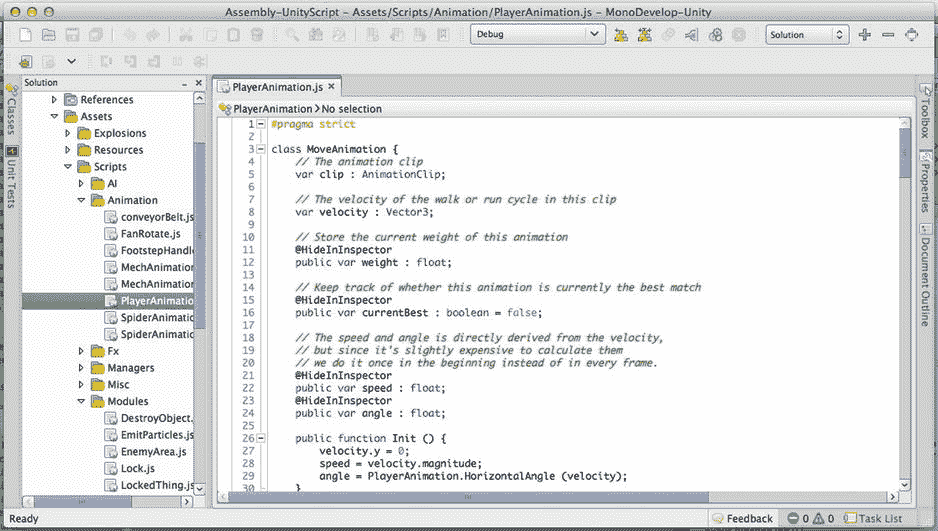 Assembly-UnityScript – Assets/Scripts/Animation/PlayerAnimation.js – MonoDevelop-Unity
Debug
Solution
Solution
PlayerAnimation.js
PlayerAnimation
No selection
References
Assets
Explosions
Resources
Scripts
AI
Animation
conveyorBelt.js
FanRotate.js
FootstepHandl
MechAnimation
MechAnimation
PlayerAnimatio
SpiderAnimatio
SpiderAnimatio
Fx
Managers
Misc
Modules
DestroyObject.
EmitParticles.js
EnemyArea.js
Lock.js
LockedThing.js
Classes
Unit Tests
1 #pragma strict
2
3 class MoveAnimation {
4 // The animation clip
5 var clip : AnimationClip;
6
7 // The velocity of the walk or run cycle in this clip
8 var velocity : Vector3;
9
10 // Store the current weight of this animation
11 @HideInInspector
12 public var weight : float;
13
14 // Keep track of whether this animation is currently the best match
15 @HideInInspector
16 public var currentBest : boolean = false;
17
18 // The speed and angle is directly derived from the velocity,
19 // but since it's slightly expensive to calculate them
20 // we do it once in the beginning instead of in every frame.
21 @HideInInspector
22 public var speed : float;
23 @HideInInspector
24 public var angle : float;
25
26 public function Init () {
27 velocity.y = 0;
28 speed = velocity.magnitude;
29 angle = PlayerAnimation.HorizontalAngle (velocity);
30 }
Toolbox
Properties
Document Outline
Ready
Feedback
0
0
Task List